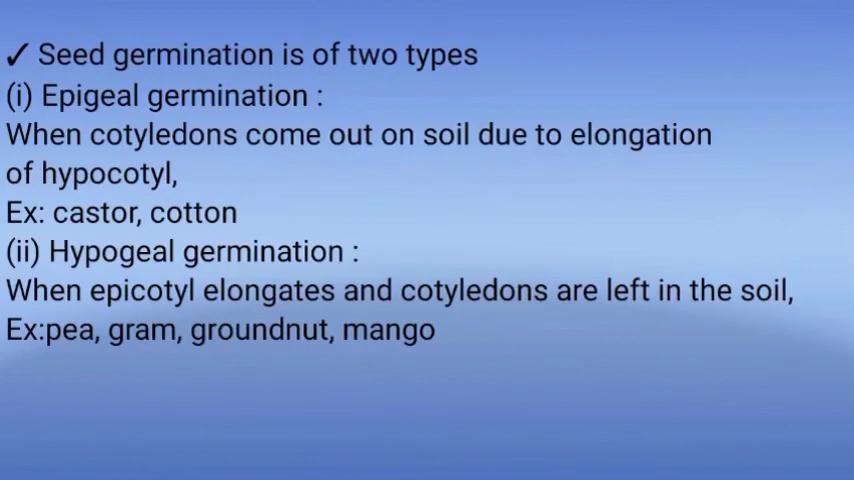 ✓ Seed germination is of two types
(i) Epigeal germination :
When cotyledons come out on soil due to elongation
of hypocotyl,
Ex: castor, cotton
(ii) Hypogeal germination :
When epicotyl elongates and cotyledons are left in the soil,
Ex:pea, gram, groundnut, mango